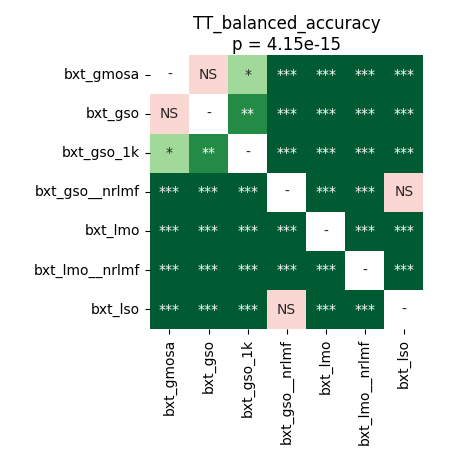 TT_balanced_accuracy
p = 4.15e-15
bxt_gmosa - NS * *** *** *** ***
bxt_gso NS - ** *** *** *** ***
bxt_gso_1k * ** - *** *** *** ***
bxt_gso__nrlmf *** *** *** - *** *** NS
bxt_lmo *** *** *** *** - *** ***
bxt_lmo__nrlmf *** *** *** *** *** - ***
bxt_lso *** *** *** NS *** *** -
bxt_gmosa
bxt_gso
bxt_gso_1k
bxt_gso__nrlmf
bxt_lmo
bxt_lmo__nrlmf
bxt_lso